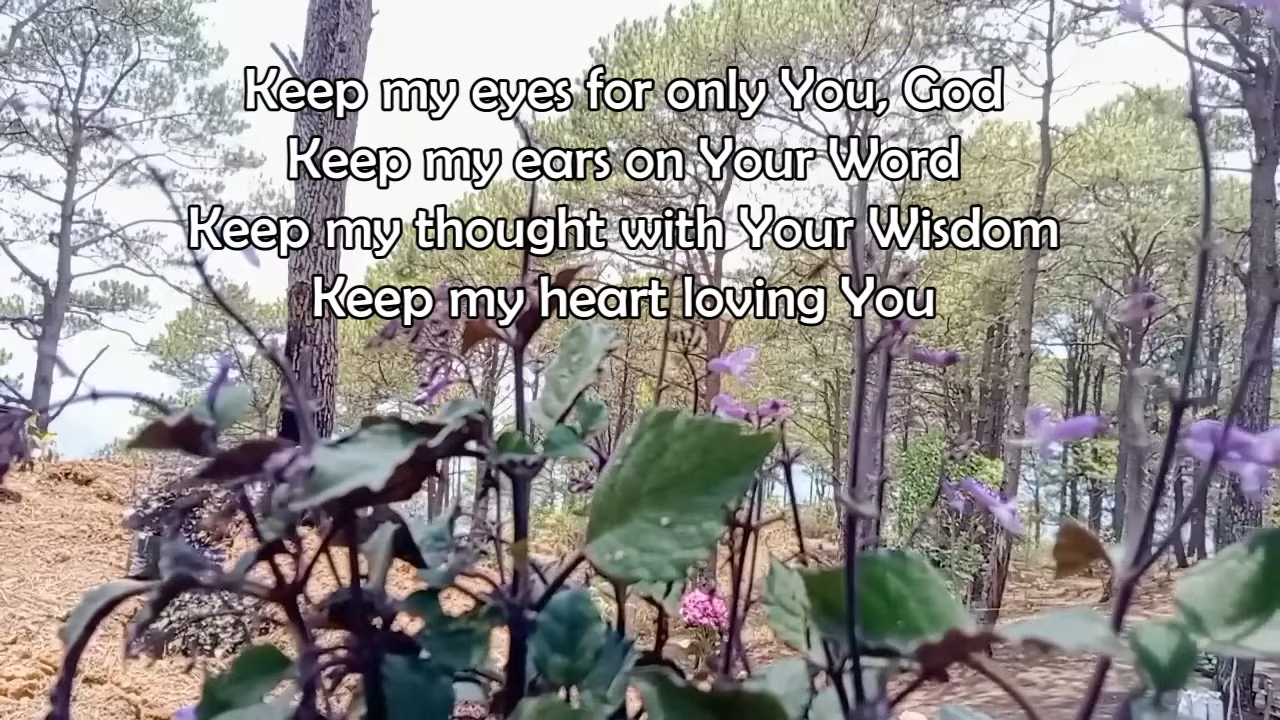 Keep my eyes for only You, God
Keep my ears on Your Word
Keep my thought with Your Wisdom
Keep my heart loving You